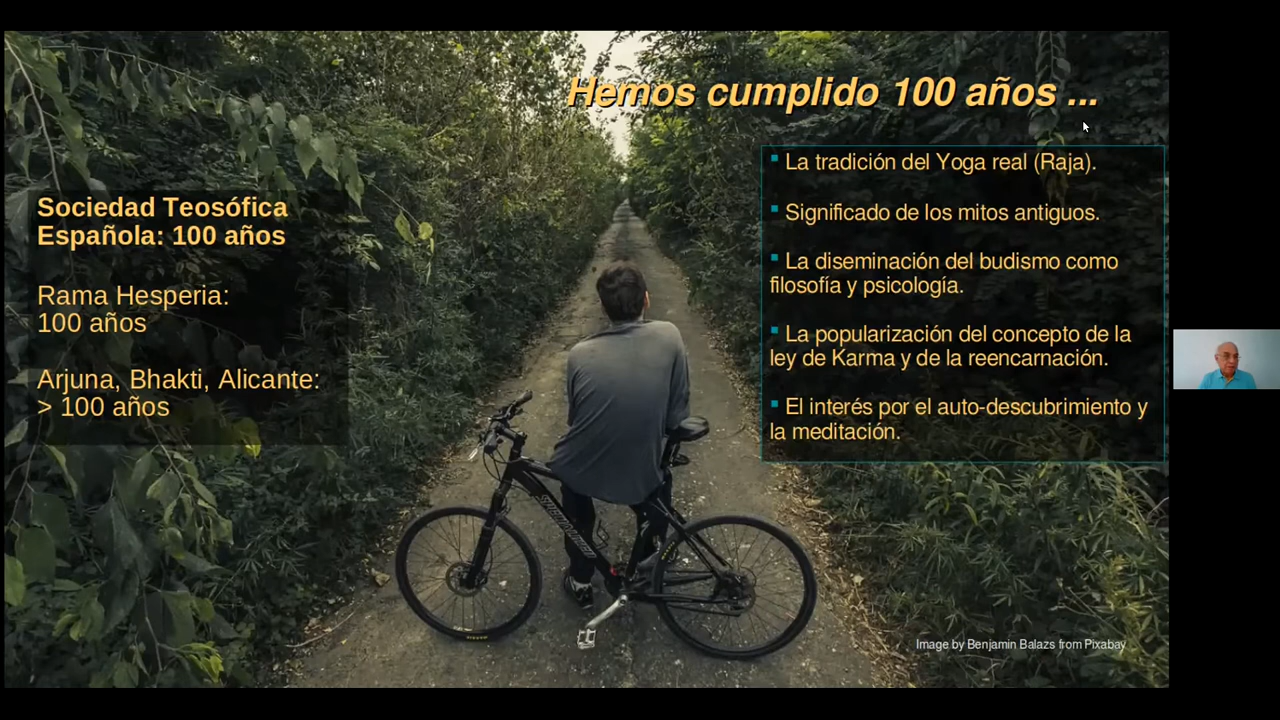 Hemos cumplido 100 años ...
Sociedad Teosófica
Española: 100 años
Rama Hesperia:
100 años
Arjuna, Bhakti, Alicante:
> 100 años
▪ La tradición del Yoga real (Raja).
▪ Significado de los mitos antiguos.
▪ La diseminación del budismo como
filosofía y psicología.
▪ La popularización del concepto de la
ley de Karma y de la reencarnación.
▪ El interés por el auto-descubrimiento y
la meditación.
Image by Benjamin Balazs from Pixabay